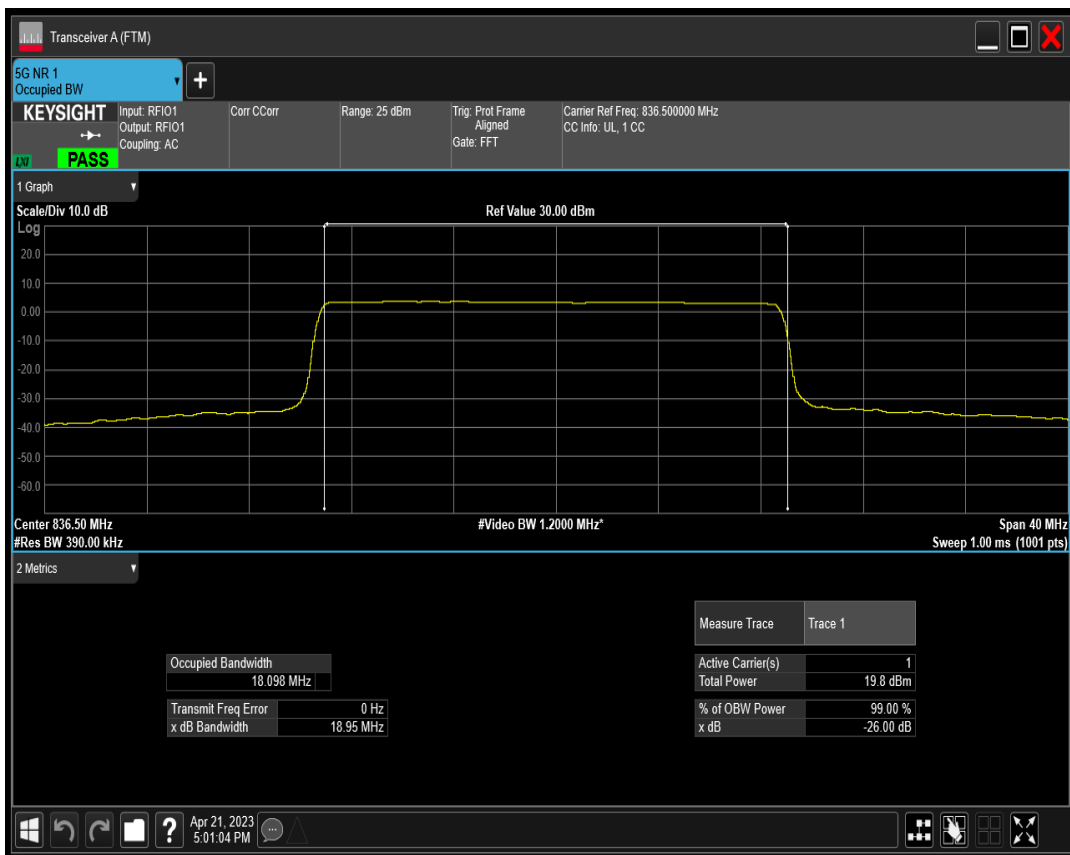 Transceiver A (FTM)
5G NR 1
Occupied BW
+
KEYSIGHT
LXI
PASS
Input: RFIO1
Output: RFIO1
Coupling: AC
Corr CCorr
Range: 25 dBm
Trig: Prot Frame
Aligned
Gate: FFT
Carrier Ref Freq: 836.500000 MHz
CC Info: UL, 1 CC
1 Graph
Scale/Div 10.0 dB
Ref Value 30.00 dBm
Log
20.0
10.0
0.00
-10.0
-20.0
-30.0
-40.0
-50.0
-60.0
Center 836.50 MHz
#Video BW 1.2000 MHz*
Span 40 MHz
#Res BW 390.00 kHz
Sweep 1.00 ms (1001 pts)
2 Metrics
Measure Trace Trace 1
Occupied Bandwidth
18.098 MHz
Active Carrier(s) 1
Total Power 19.8 dBm
Transmit Freq Error 0 Hz
x dB Bandwidth 18.95 MHz
% of OBW Power 99.00 %
x dB -26.00 dB
?
Apr 21, 2023
5:01:04 PM